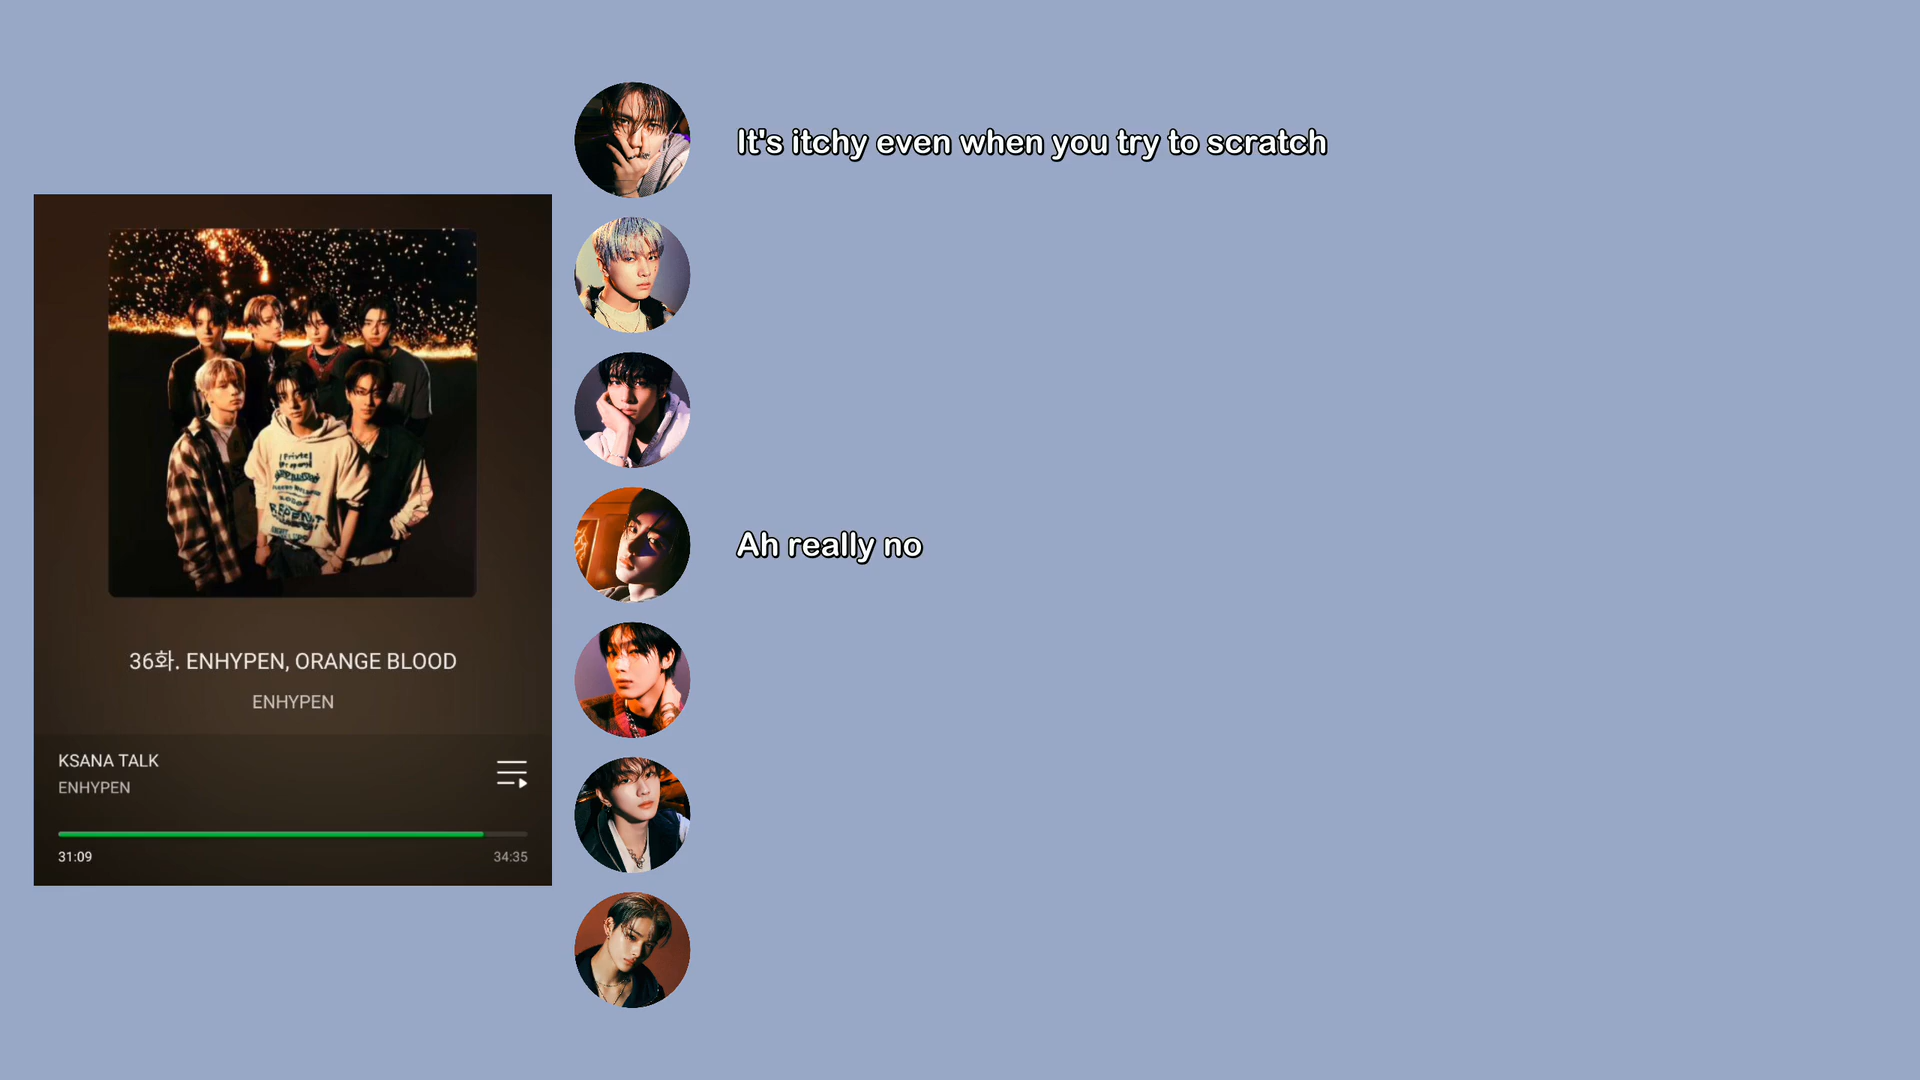 It's itchy even when you try to scratch
Ah really no
36화. ENHYPEN, ORANGE BLOOD
ENHYPEN
KSANA TALK
ENHYPEN
31:09
34:35